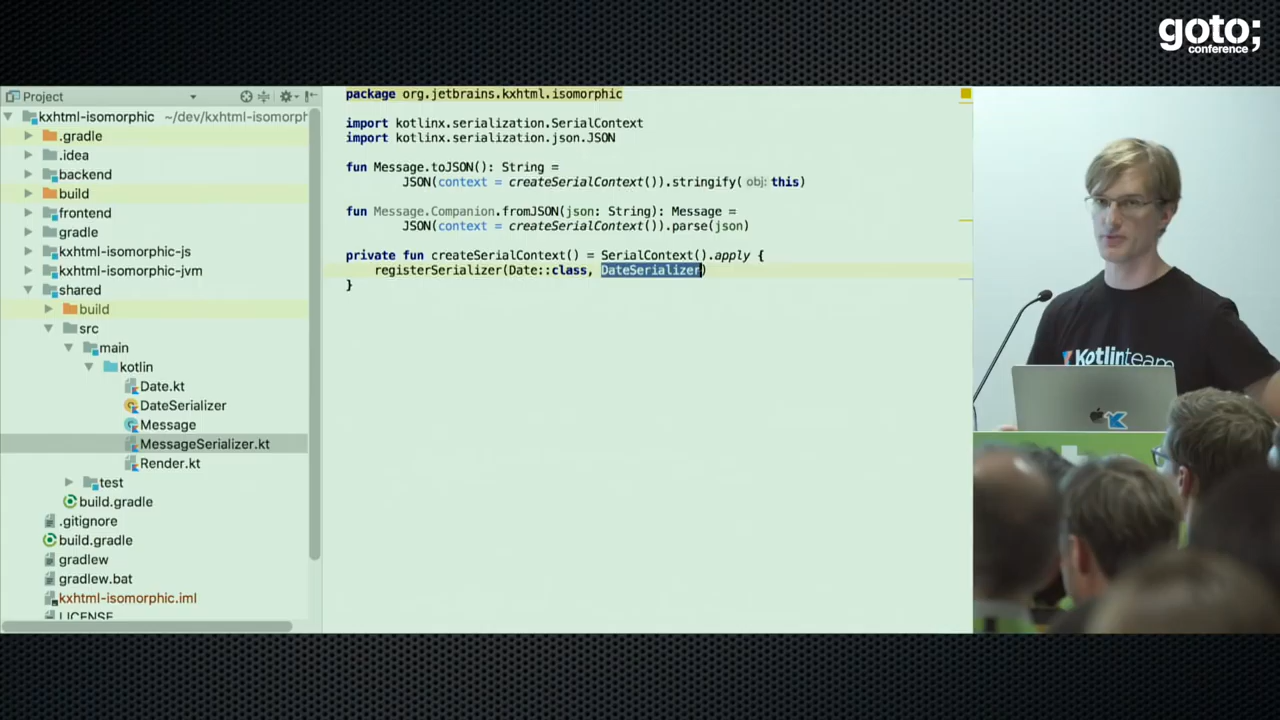 goto;
conference
Project
kxhtml-isomorphic ~/dev/kxhtml-isomorph
.gradle
.idea
backend
build
frontend
gradle
kxhtml-isomorphic-js
kxhtml-isomorphic-jvm
shared
build
src
main
kotlin
Date.kt
DateSerializer
Message
MessageSerializer.kt
Render.kt
test
build.gradle
.gitignore
build.gradle
gradlew
gradlew.bat
kxhtml-isomorphic.iml
LICENSE
package org.jetbrains.kxhtml.isomorphic
import kotlinx.serialization.SerialContext
import kotlinx.serialization.json.JSON
fun Message.toJSON(): String =
JSON(context = createSerialContext()).stringify( obj: this)
fun Message.Companion.fromJSON(json: String): Message =
JSON(context = createSerialContext()).parse(json)
private fun createSerialContext() = SerialContext().apply {
registerSerializer(Date::class, DateSerializer)
}
Kotlin team